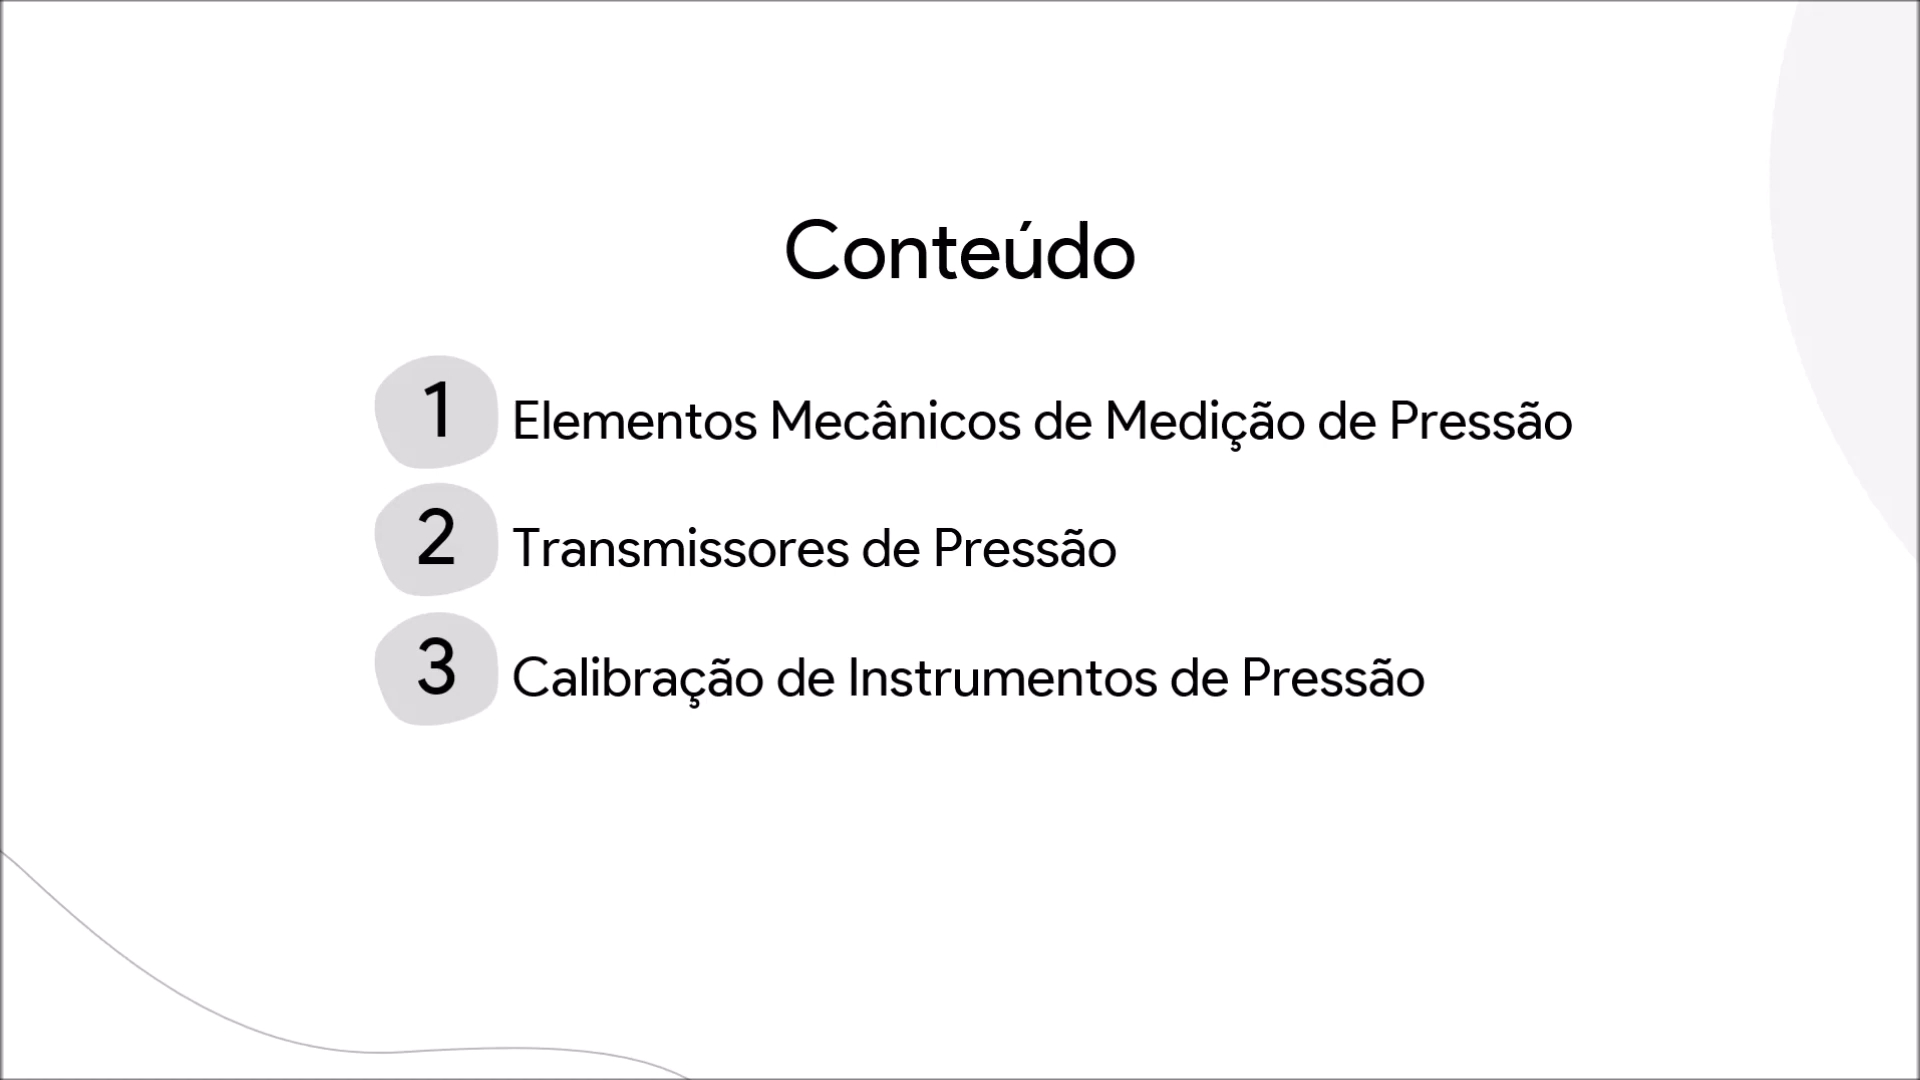 Conteúdo
1 Elementos Mecânicos de Medição de Pressão
2 Transmissores de Pressão
3 Calibração de Instrumentos de Pressão